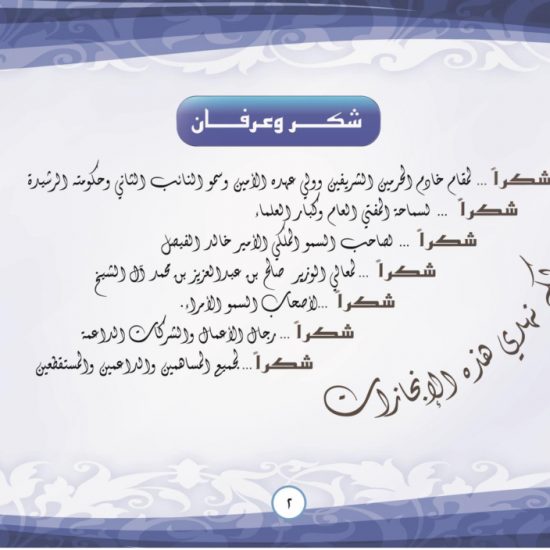 شكر وعرفان
شكراً ... لمقام خادم الحرمين الشريفين وولي عهده الأمين وسمو النائب الثاني وحكومته الرشيدة
شكراً ... لسماحة المفتي العام وكبار العلماء
شكراً ... لصاحب السمو الملكي الأمير خالد الفيصل
شكراً ... لمعالي الوزير صالح بن عبدالعزيز بن محمد آل الشيخ
شكراً ... لأصحاب السمو الأمراء.
شكراً ... رجال الأعمال والشركات الداعمة
شكراً ... لجميع المساهمين والداعمين والمستقطعين
نهدي هذه الإنجازات
٢